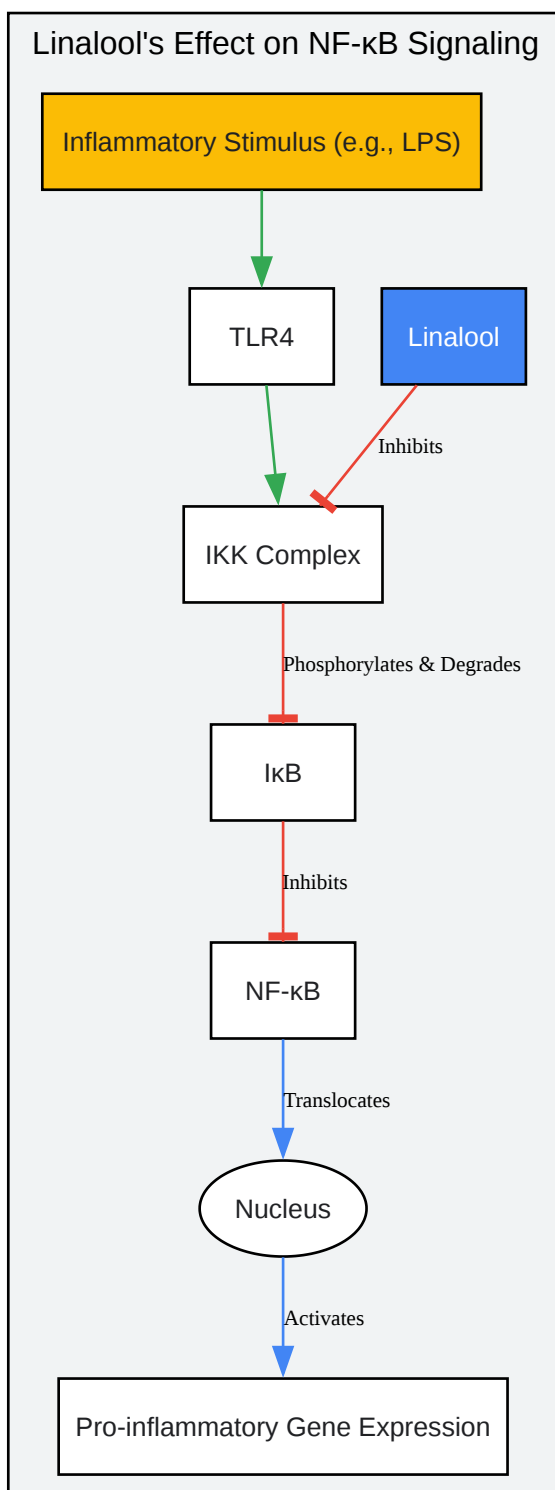 Linalool's Effect on NF-κB Signaling
Inflammatory Stimulus (e.g., LPS)
TLR4
Linalool
Inhibits
IKK Complex
Phosphorylates & Degrades
IκB
Inhibits
NF-κB
Translocates
Nucleus
Activates
Pro-inflammatory Gene Expression